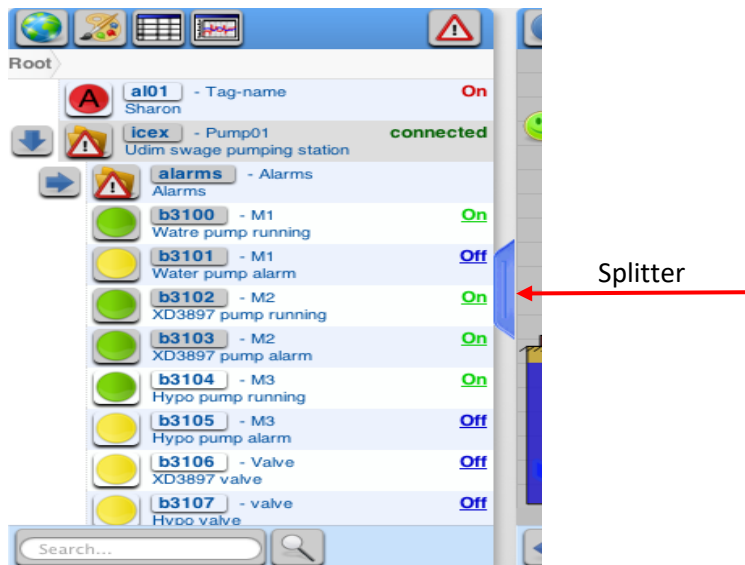 Root
al01 - Tag-name On
Sharon
A
icex - Pump01 connected
Udim swage pumping station
alarms - Alarms
Alarms
b3100 - M1 On
Watre pump running
b3101 - M1 Off
Water pump alarm
b3102 - M2 On
XD3897 pump running
b3103 - M2 On
XD3897 pump alarm
b3104 - M3 On
Hypo pump running
b3105 - M3 Off
Hypo pump alarm
b3106 - Valve Off
XD3897 valve
b3107 - valve Off
Hypo valve
Search...
Splitter